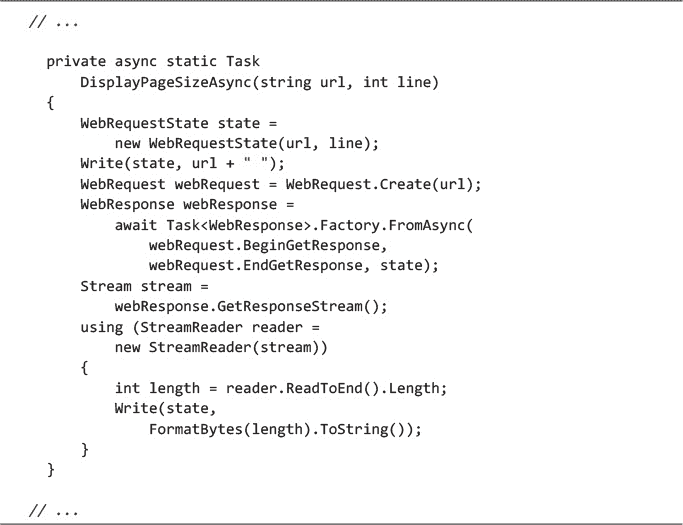 // ...
private async static Task
DisplayPageSizeAsync(string url, int line)
{
WebRequestState state =
new WebRequestState(url, line);
Write(state, url + " ");
WebRequest webRequest = WebRequest.Create(url);
WebResponse webResponse =
await Task<WebResponse>.Factory.FromAsync(
webRequest.BeginGetResponse,
webRequest.EndGetResponse, state);
Stream stream =
webResponse.GetResponseStream();
using (StreamReader reader =
new StreamReader(stream))
{
int length = reader.ReadToEnd().Length;
Write(state,
FormatBytes(length).ToString());
}
}
// ...